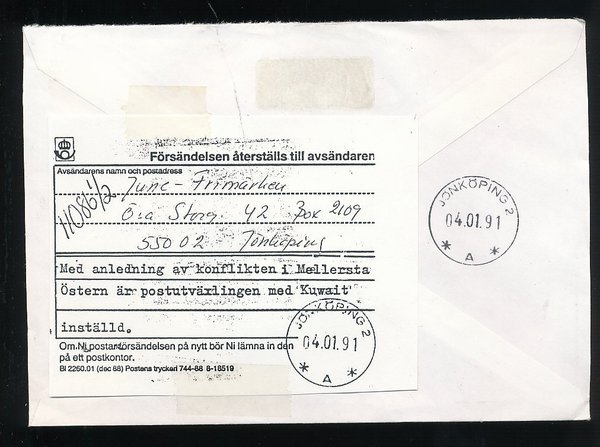 Försändelsen återställs till avsändaren
Avsändarens namn och postadress
11086 1/2
June-Frimärken
Ö:a Storg. 42 Box 2109
550 02 Jönköping
Med anledning av konflikten i Mellersta
Östern är postutväxlingen med Kuwait
inställd.
Om Ni postar försändelsen på nytt bör Ni lämna in den
på ett postkontor.
Bl 2260.01 (dec 88) Postens tryckeri 744-88 8-18519
JÖNKÖPING 2
04.01.91
* A *
JÖNKÖPING 2
04.01.91
* A *